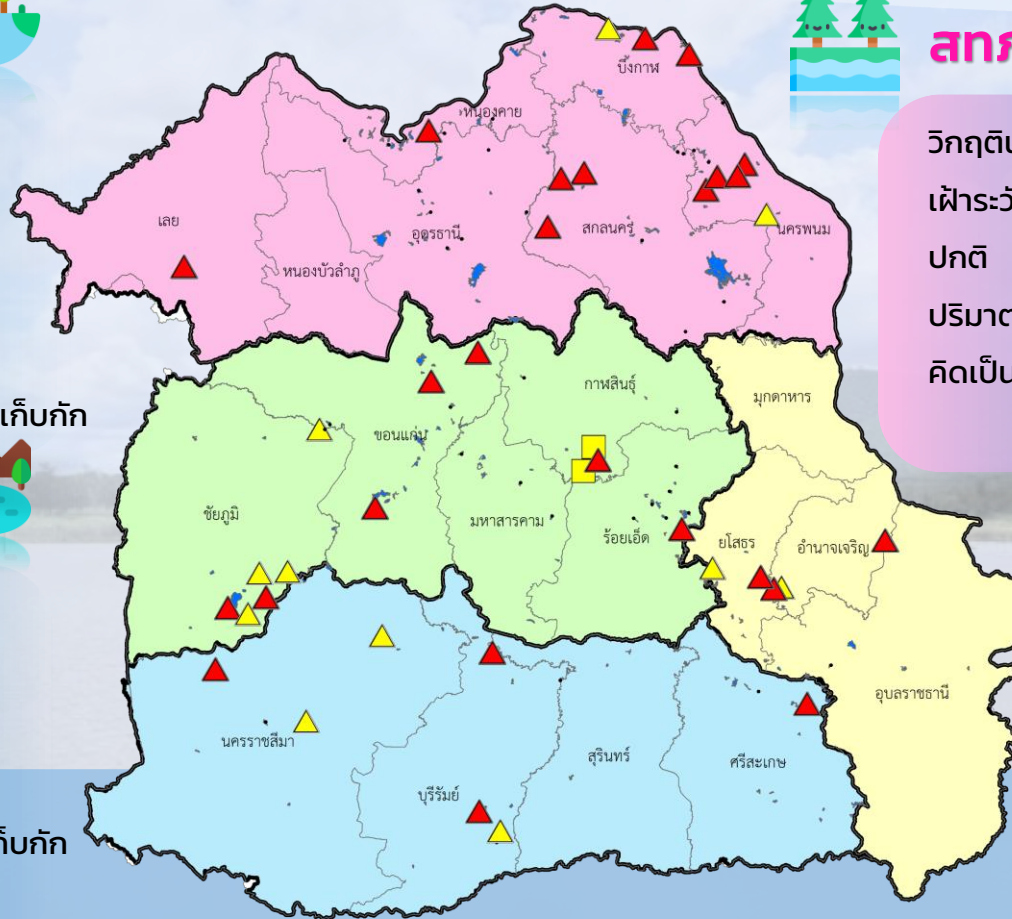 สทภ
วิกฤติ
เฝ้าระวั
ปกติ
ปริมาต
คิดเป็น
เก็บกัก
ก็บกัก
บึงกาฬ
หนองคาย
เลย
อุดรธานี
สกลนคร
นครพนม
หนองบัวลำภู
กาฬสินธุ์
มุกดาหาร
ขอนแก่น
ชัยภูมิ
มหาสารคาม
ร้อยเอ็ด
ยโสธร
อำนาจเจริญ
อุบลราชธานี
นครราชสีมา
สุรินทร์
ศรีสะเกษ
บุรีรัมย์